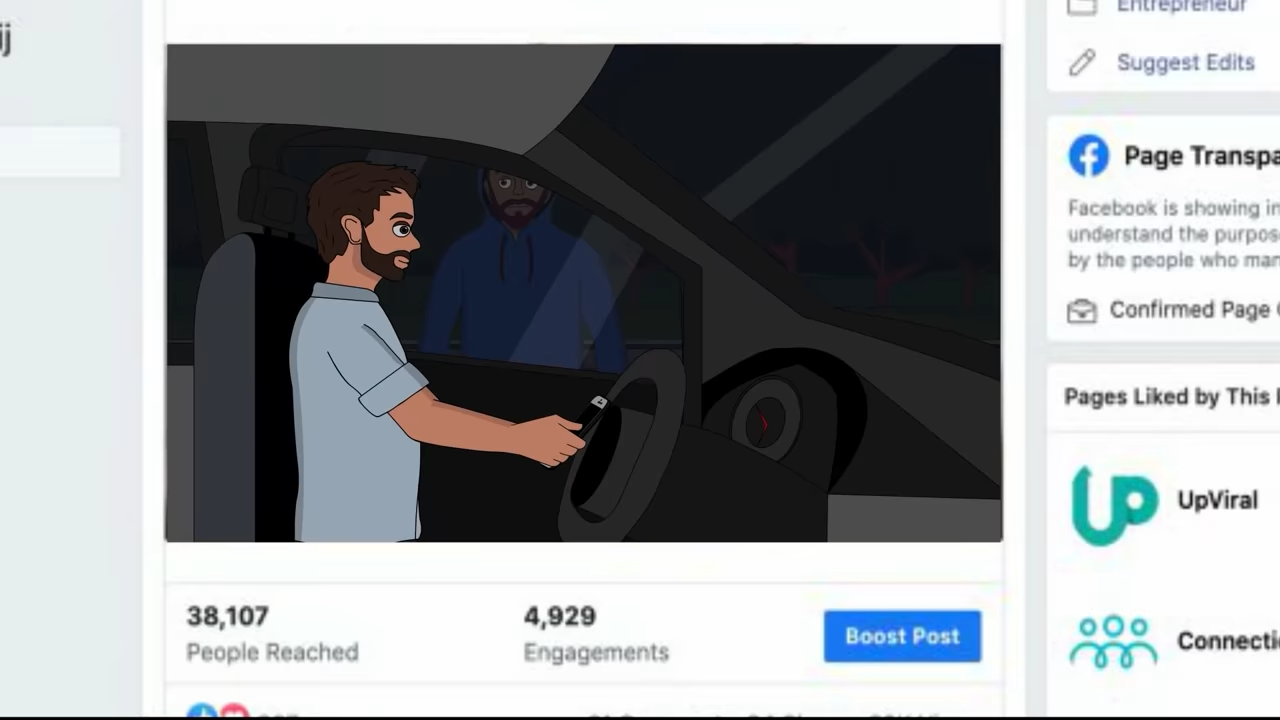 ij
Entrepreneur
Suggest Edits
Page Transpa
Facebook is showing in
understand the purpos
by the people who man
Confirmed Page
Pages Liked by This
UpViral
Connecti
38,107
People Reached
4,929
Engagements
Boost Post